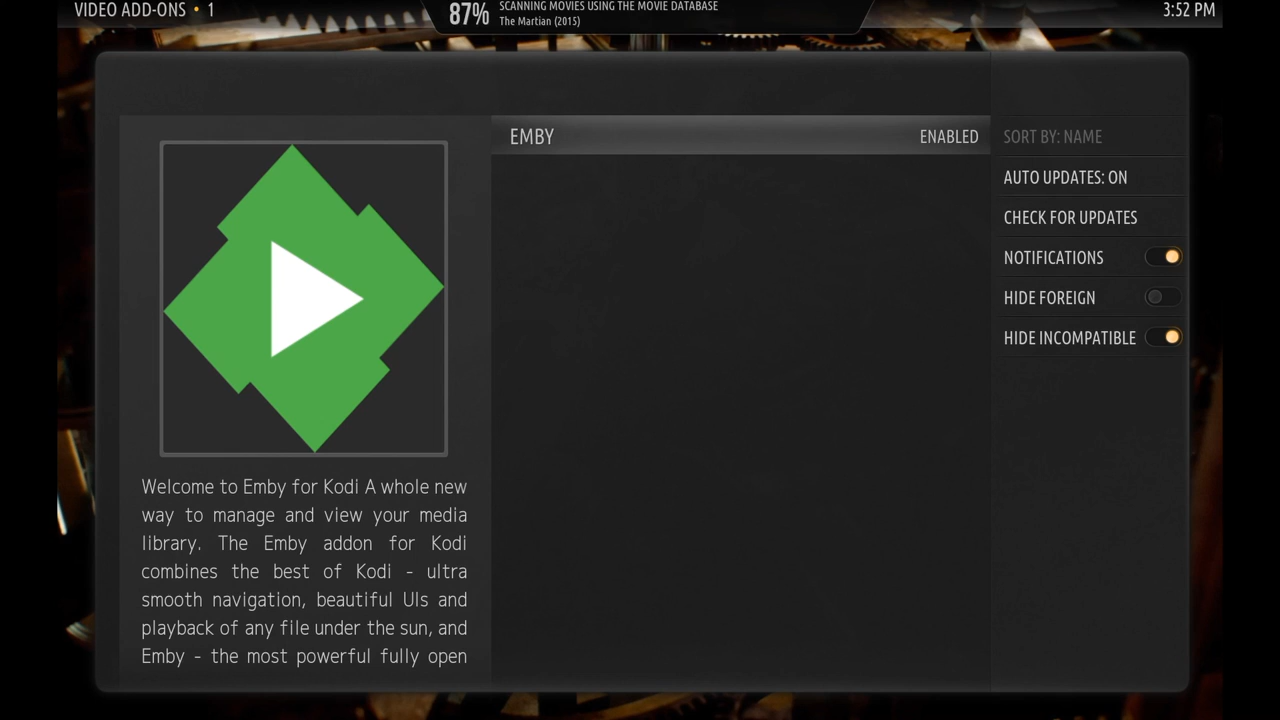 VIDEO ADD-ONS • 1
87%
SCANNING MOVIES USING THE MOVIE DATABASE
The Martian (2015)
3:52 PM
EMBY ENABLED
Welcome to Emby for Kodi A whole new
way to manage and view your media
library. The Emby addon for Kodi
combines the best of Kodi - ultra
smooth navigation, beautiful UIs and
playback of any file under the sun, and
Emby - the most powerful fully open
SORT BY: NAME
AUTO UPDATES: ON
CHECK FOR UPDATES
NOTIFICATIONS
HIDE FOREIGN
HIDE INCOMPATIBLE